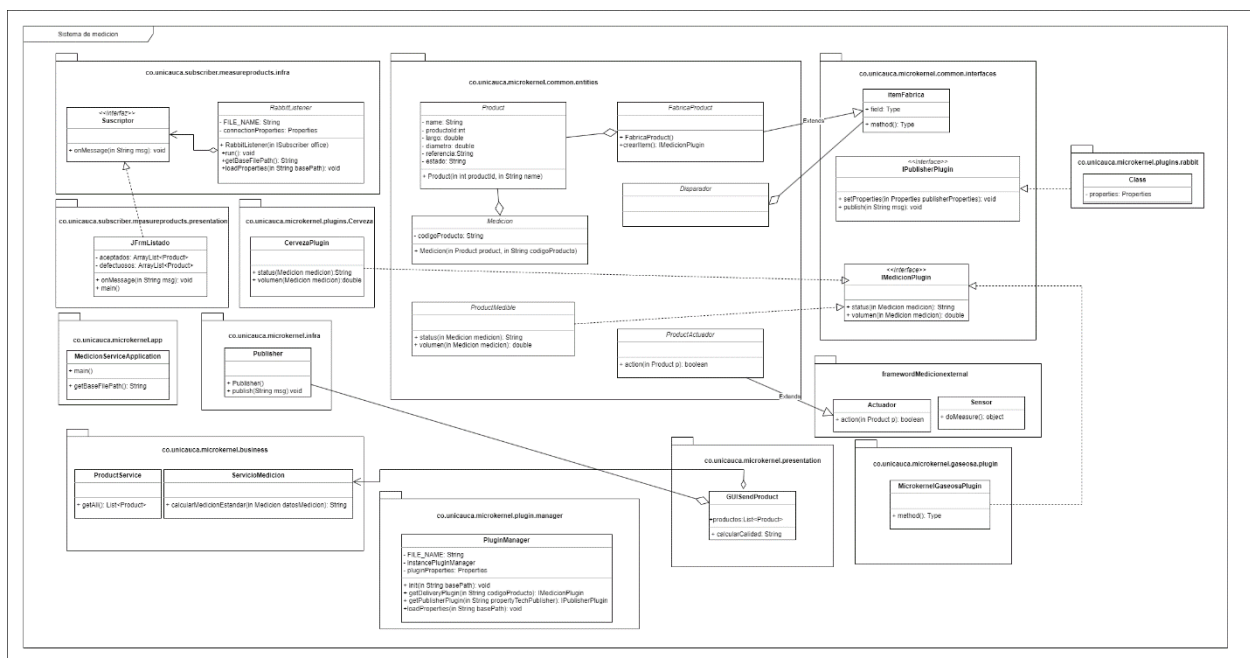 Sistema de medicion
co.unicauca.subscriber.measureproducts.infra
<<interfaz>>
Suscriptor
+ onMessage(in String msg): void
RabbitListener
- FILE_NAME: String
- connectionProperties: Properties
+ RabbitListener(in ISubscriber office)
+run(): void
+getBaseFilePath(): String
+loadProperties(in String basePath): void
co.unicauca.subscriber.measureproducts.presentation
JFrmListado
- aceptados: ArrayList<Product>
- defectuosos: ArrayList<Product>
+ onMessage(in String msg): void
+ main()
co.unicauca.microkernel.plugins.Cerveza
CervezaPlugin
+ status(Medicion medicion):String
+ volumen(Medicion medicion):double
co.unicauca.microkernel.app
MedicionServiceApplication
+ main()
+ getBaseFilePath(): String
co.unicauca.microkernel.infra
Publisher
+ Publisher()
+ publish(String msg) void
co.unicauca.microkernel.common.entities
Product
- name: String
- productoId int
- largo: double
- diametro: double
- referencia:String
- estado: String
+ Product(in int productId, in String name)
FabricaProduct
+ FabricaProduct()
+crearItem(): IMedicionPlugin
Disparador
Medicion
- codigoProducto: String
+ Medicion(in Product product, in String codigoProducto)
ProductMedible
+ status(in Medicion medicion): String
+ volumen(in Medicion medicion): double
ProductActuador
+ action(in Product p): boolean
Extends
Extends
co.unicauca.microkernel.common.interfaces
ItemFabrica
+ field: Type
+ method(): Type
<<interface>>
IPublisherPlugin
+ setProperties(in Properties publisherProperties): void
+ publish(in String msg): void
<<interface>>
IMedicionPlugin
+ status(in Medicion medicion): String
+ volumen(in Medicion medicion): double
co.unicauca.microkernel.plugins.rabbit
Class
- properties: Properties
framewordMedicionexternal
Actuador
+ action(in Product p): boolean
Sensor
+ doMeasure(): object
co.unicauca.microkernel.business
ProductService
+ getAll(): List<Product>
ServicioMedicion
+ calcularMedicionEstandar(in Medicion datosMedicion): String
co.unicauca.microkernel.plugin.manager
PluginManager
- FILE_NAME: String
- instancePluginManager
- pluginProperties: Properties
+ init(in String basePath): void
+ getDeliveryPlugin(in String codigoProducto): IMedicionPlugin
+ getPublisherPlugin(in String propertyTechPublisher): IPublisherPlugin
+loadProperties(in String basePath): void
co.unicauca.microkernel.presentation
GUISendProduct
+productos:List<Product>
+ calcularCalidad: String
co.unicauca.microkernel.gaseosa.plugin
MicrokernelGaseosaPlugin
+ method(): Type